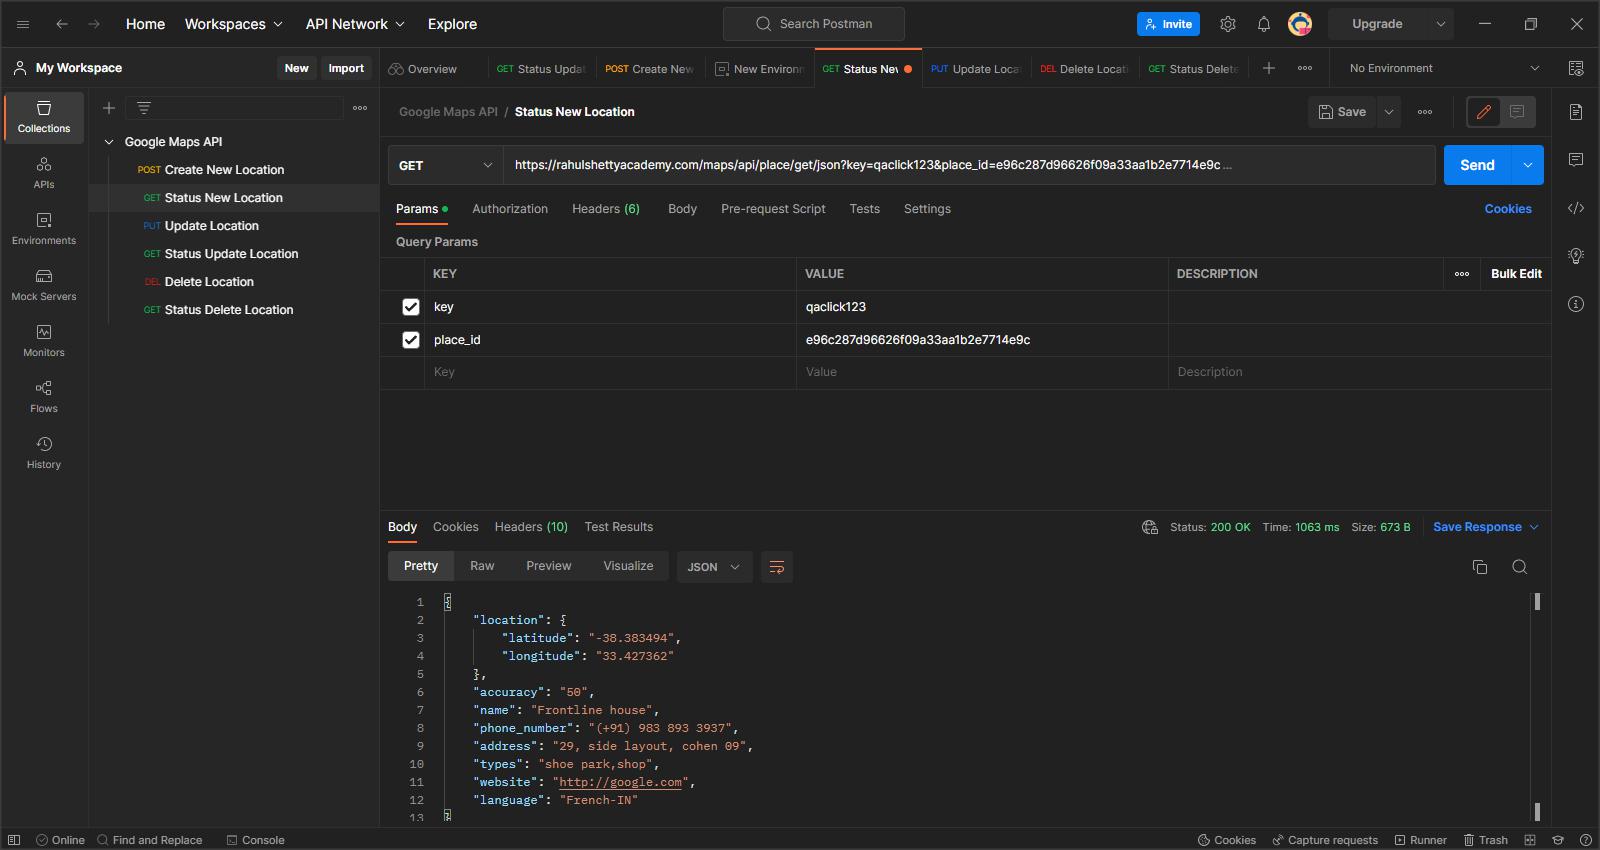 Home Workspaces API Network Explore Search Postman Invite Upgrade
My Workspace New Import Overview GET Status Updat POST Create New New Environm GET Status New PUT Update Locat DEL Delete Locati GET Status Delete No Environment
Collections
APIs
Environments
Mock Servers
Monitors
Flows
History
Google Maps API
POST Create New Location
GET Status New Location
PUT Update Location
GET Status Update Location
DEL Delete Location
GET Status Delete Location
Google Maps API / Status New Location Save
GET https://rahulshettyacademy.com/maps/api/place/get/json?key=qaclick123&place_id=e96c287d96626f09a33aa1b2e7714e9c ... Send
Params Authorization Headers (6) Body Pre-request Script Tests Settings Cookies
Query Params
KEY VALUE DESCRIPTION Bulk Edit
key qaclick123
place_id e96c287d96626f09a33aa1b2e7714e9c
Key Value Description
Body Cookies Headers (10) Test Results Status: 200 OK Time: 1063 ms Size: 673 B Save Response
Pretty Raw Preview Visualize JSON
1 {
2 "location": {
3 "latitude": "-38.383494",
4 "longitude": "33.427362"
5 },
6 "accuracy": "50",
7 "name": "Frontline house",
8 "phone_number": "(+91) 983 893 3937",
9 "address": "29, side layout, cohen 09",
10 "types": "shoe park,shop",
11 "website": "http://google.com",
12 "language": "French-IN"
13 }
Online Find and Replace Console Cookies Capture requests Runner Trash